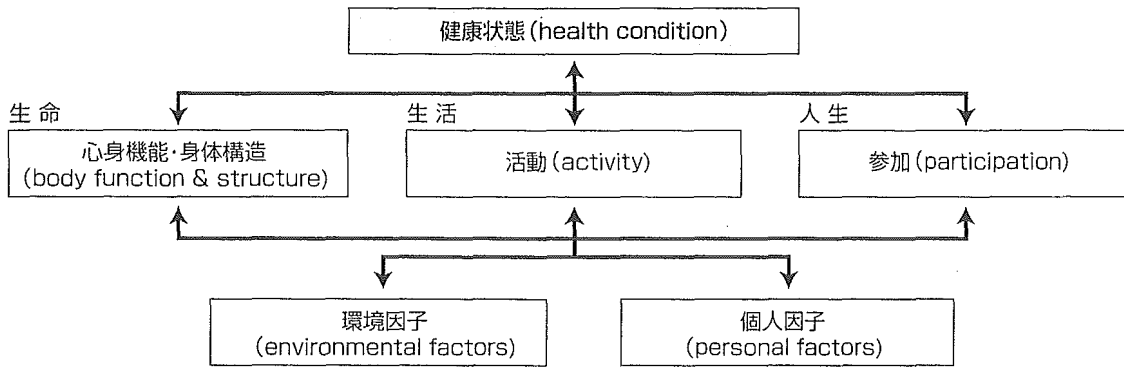 健康状態(health condition)
生命
生活
人生
心身機能・身体構造
(body function & structure)
活動(activity)
参加(participation)
環境因子
(environmental factors)
個人因子
(personal factors)